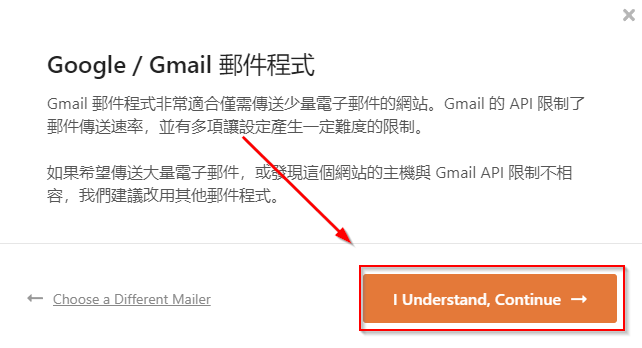 Google / Gmail 郵件程式
Gmail 郵件程式非常適合僅需傳送少量電子郵件的網站。Gmail 的 API 限制了
郵件傳送速率，並有多項讓設定產生一定難度的限制。
如果希望傳送大量電子郵件，或發現這個網站的主機與 Gmail API 限制不相
容，我們建議改用其他郵件程式。
Choose a Different Mailer
I Understand, Continue